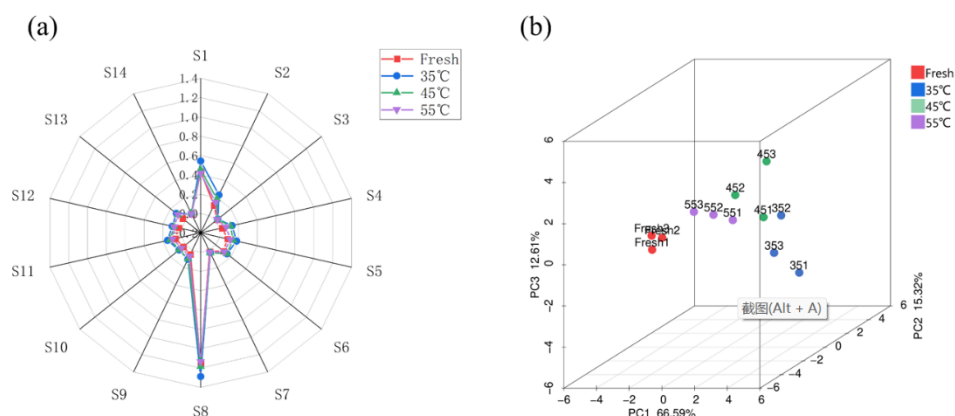 (a)
S1
S2
S3
S4
S5
S6
S7
S8
S9
S10
S11
S12
S13
S14
1.4
1.2
1.0
0.8
0.6
0.4
0.2
Fresh
35℃
45℃
55℃
(b)
Fresh
35℃
45℃
55℃
453
452
451
352
553
552
551
353
351
Fresh2
Fresh1
截图(Alt + A)
PC3 12.61%
6
4
2
0
−2
−4
−6
−6
−4
−2
0
2
4
6
PC1 66.59%
−6
−4
−2
0
2
4
6
PC2 15.32%